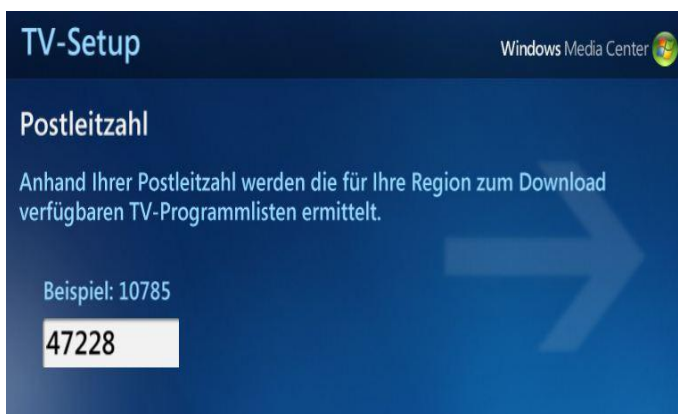 TV-Setup
Windows Media Center
Postleitzahl
Anhand Ihrer Postleitzahl werden die für Ihre Region zum Download
verfügbaren TV-Programmlisten ermittelt.
Beispiel: 10785
47228